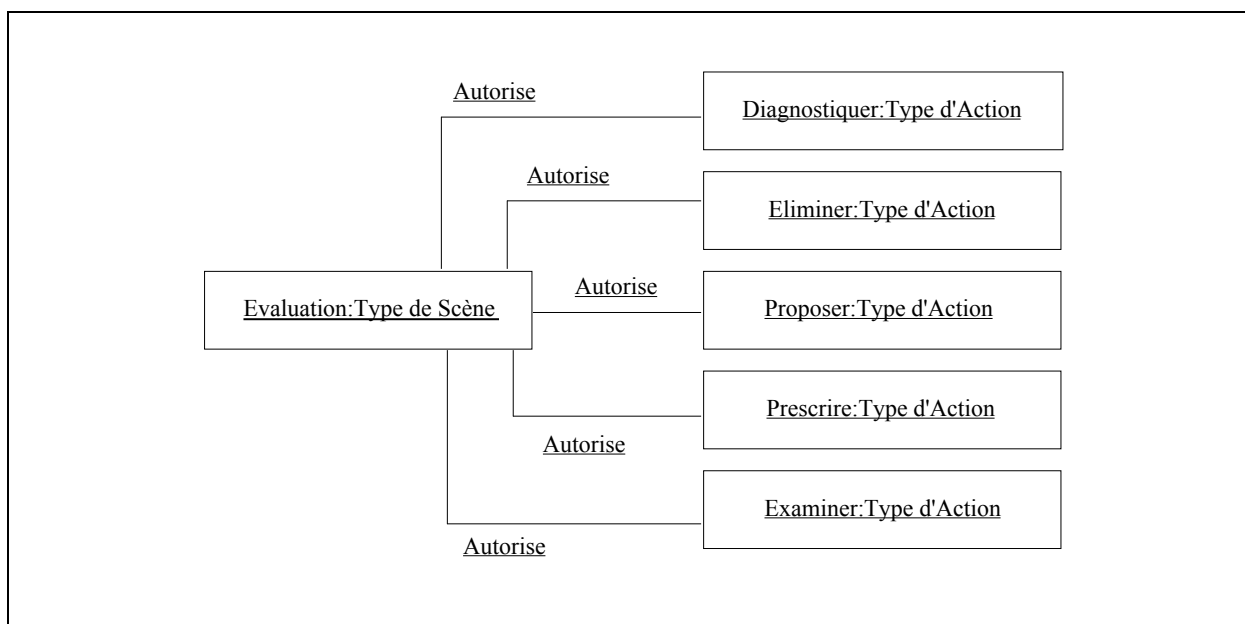 Autorise
Diagnostiquer:Type d'Action
Autorise
Eliminer:Type d'Action
Autorise
Evaluation:Type de Scène
Proposer:Type d'Action
Prescrire:Type d'Action
Autorise
Examiner:Type d'Action
Autorise